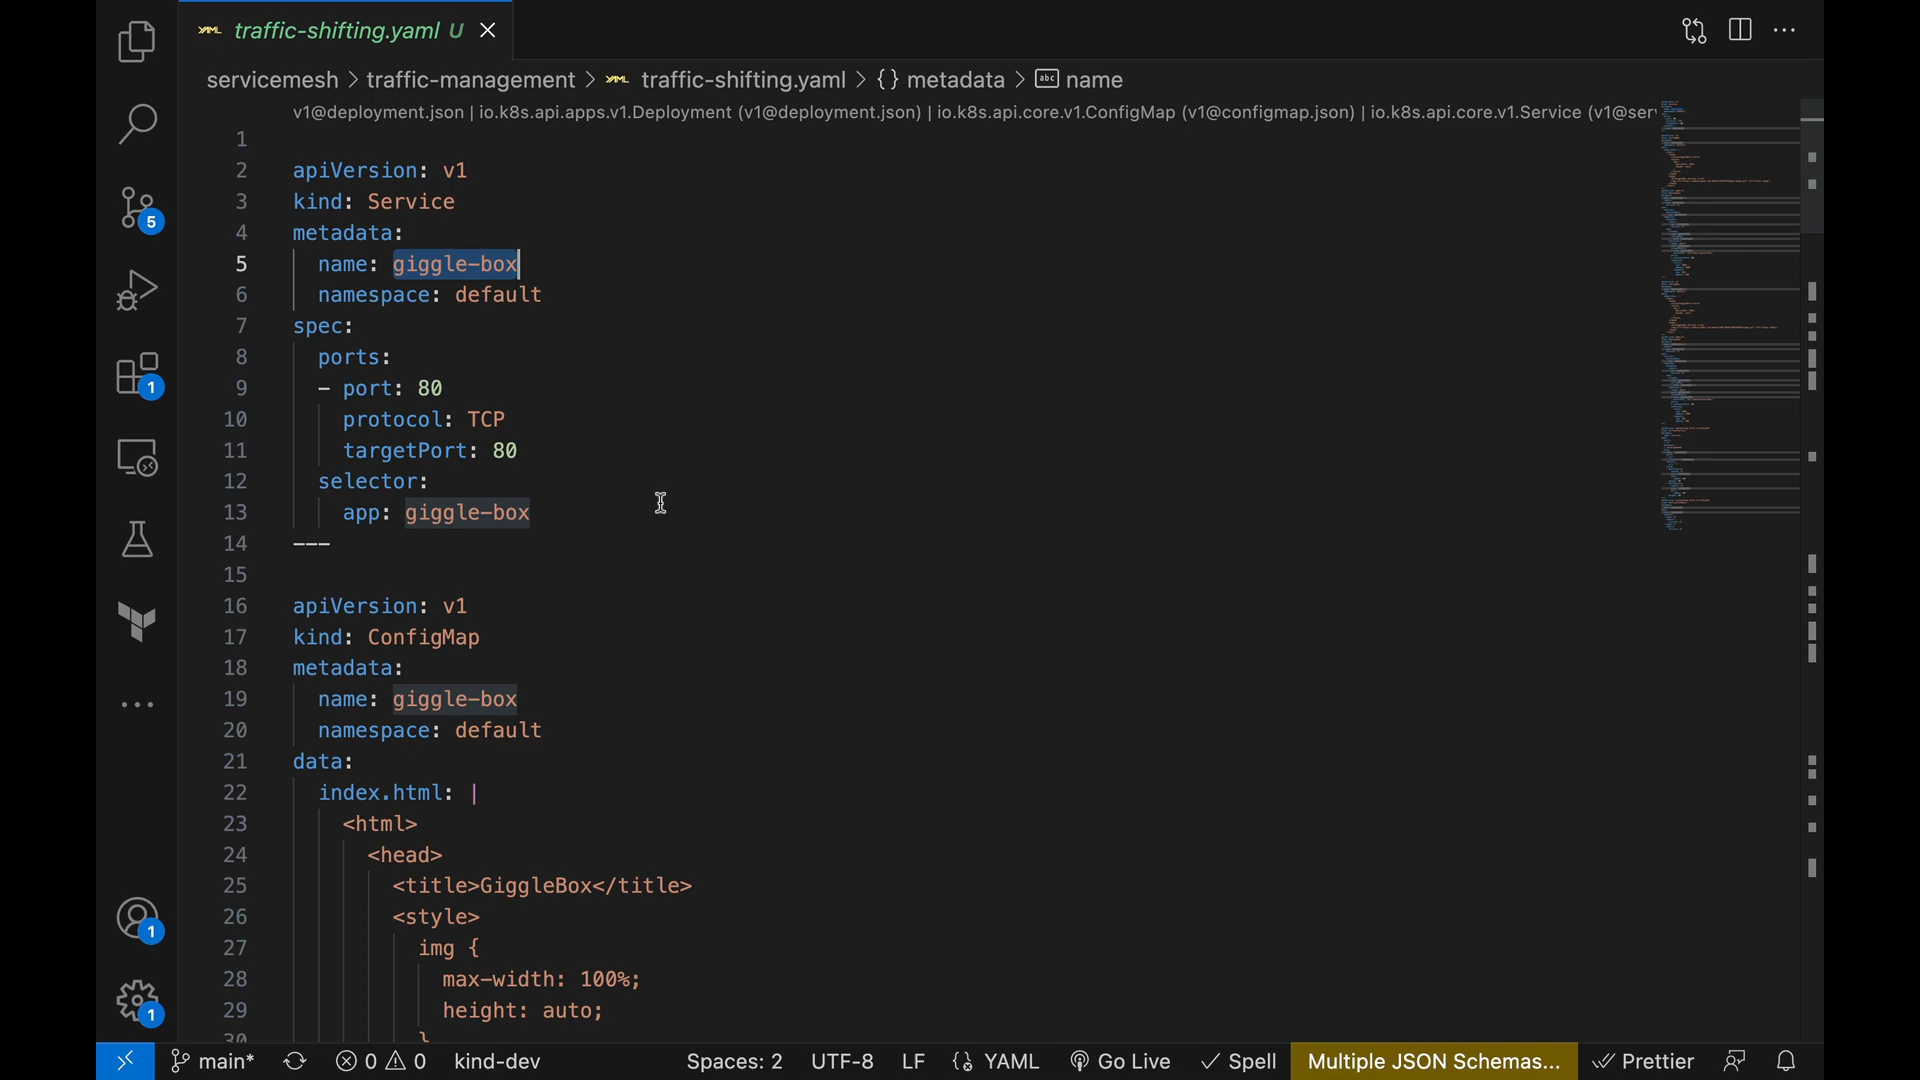 traffic-shifting.yaml U
servicemesh > traffic-management > traffic-shifting.yaml > {} metadata > abc name
v1@deployment.json | io.k8s.api.apps.v1.Deployment (v1@deployment.json) | io.k8s.api.core.v1.ConfigMap (v1@configmap.json) | io.k8s.api.core.v1.Service (v1@ser
1
2 apiVersion: v1
3 kind: Service
4 metadata:
5 name: giggle-box
6 namespace: default
7 spec:
8 ports:
9 - port: 80
10 protocol: TCP
11 targetPort: 80
12 selector:
13 app: giggle-box
14 ---
15
16 apiVersion: v1
17 kind: ConfigMap
18 metadata:
19 name: giggle-box
20 namespace: default
21 data:
22 index.html: |
23 <html>
24 <head>
25 <title>GiggleBox</title>
26 <style>
27 img {
28 max-width: 100%;
29 height: auto;
30 }
5
1
1
1
main* 0 0 kind-dev Spaces: 2 UTF-8 LF {} YAML Go Live Spell Multiple JSON Schemas... Prettier